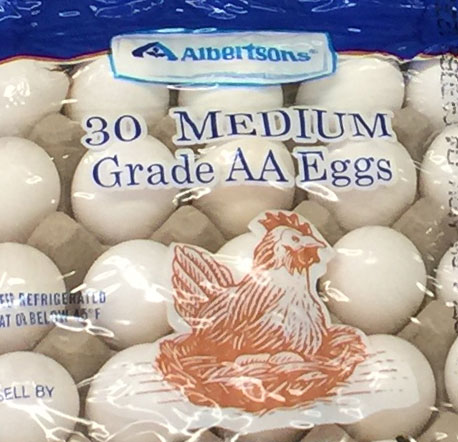 Albertsons
30 MEDIUM
Grade AA Eggs
REFRIGERATED
AT OR BELOW 45° F
SELL BY